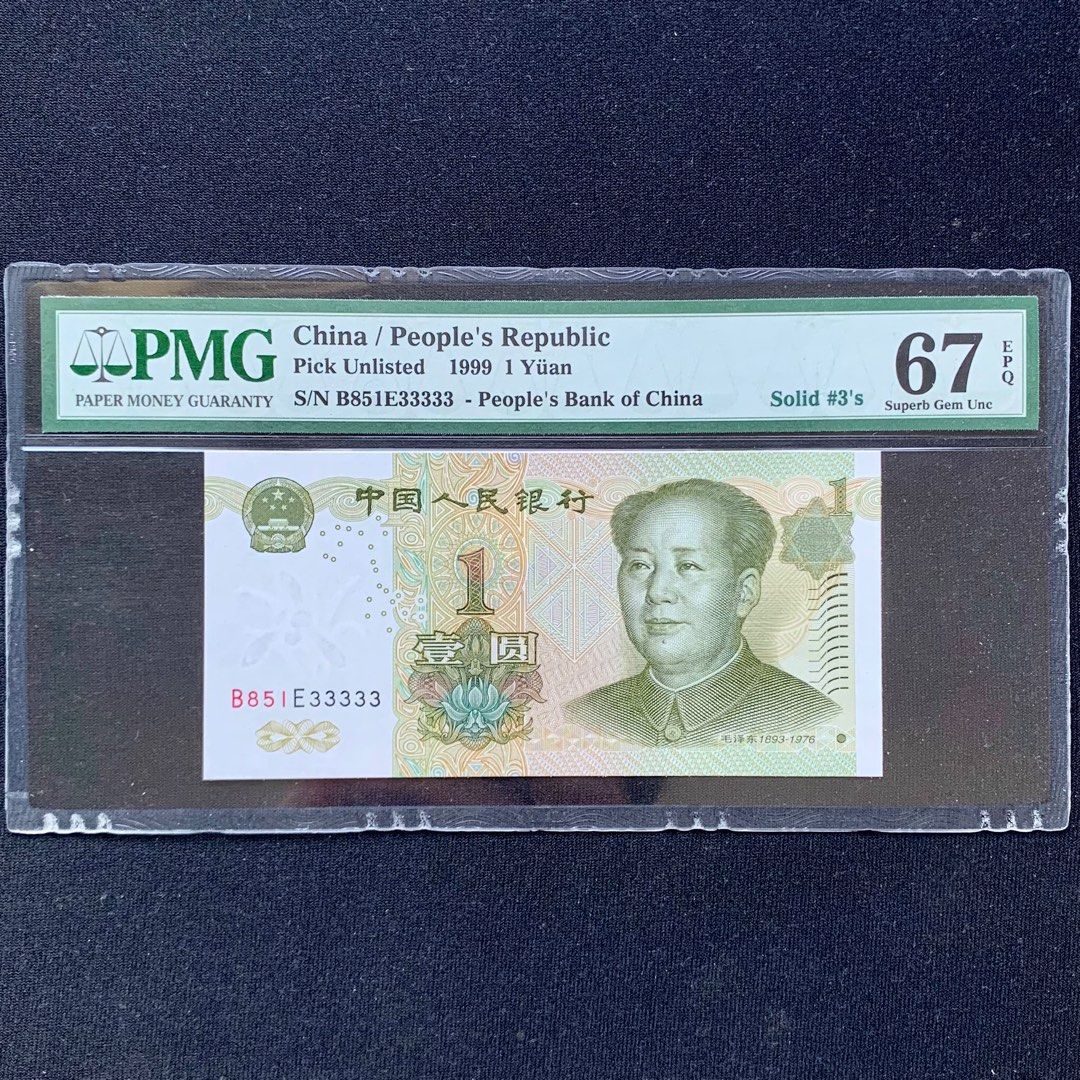 PMG
PAPER MONEY GUARANTY
China / People's Republic
Pick Unlisted 1999 1 Yüan
S/N B851E33333 - People's Bank of China
Solid #3's
67
EPQ
Superb Gem Unc
中国人民银行
1
1
壹圆
B851E33333
毛泽东1893-1976